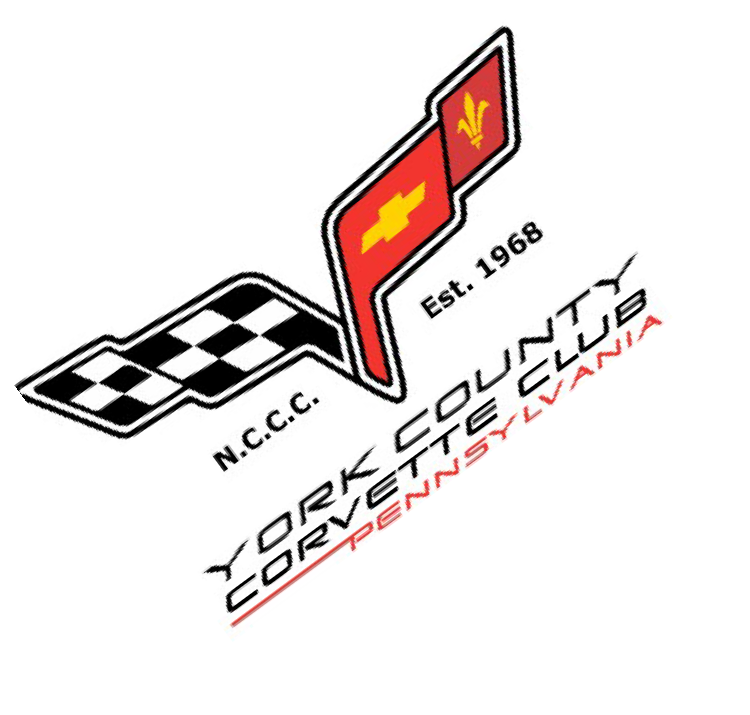 N.C.C.C.
Est. 1968
YORK COUNTY
CORVETTE CLUB
PENNSYLVANIA